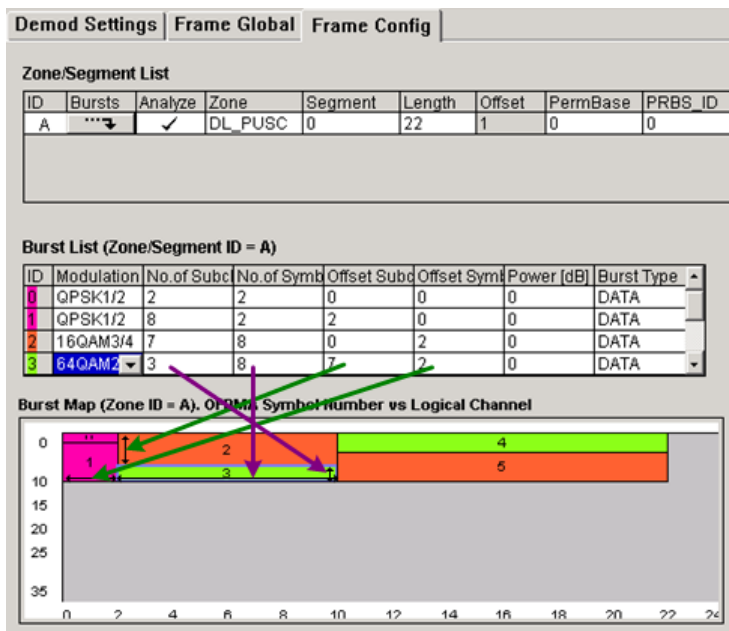 Demod Settings Frame Global Frame Config
Zone/Segment List
ID Bursts Analyze Zone Segment Length Offset PermBase PRBS_ID
A DL_PUSC 0 22 1 0 0
Burst List (Zone/Segment ID = A)
ID Modulation No.of Subcl No.of Symb Offset Subc Offset Syml Power [dB] Burst Type
0 QPSK1/2 2 2 0 0 0 DATA
1 QPSK1/2 8 2 2 0 0 DATA
2 16QAM3/4 7 8 0 2 0 DATA
3 64QAM2 3 8 7 2 0 DATA
Burst Map (Zone ID = A). OFDMA Symbol Number vs Logical Channel
0 4
2
1 5
3
10
15
20
25
35
0 2 4 6 8 10 12 14 16 18 20 22 24